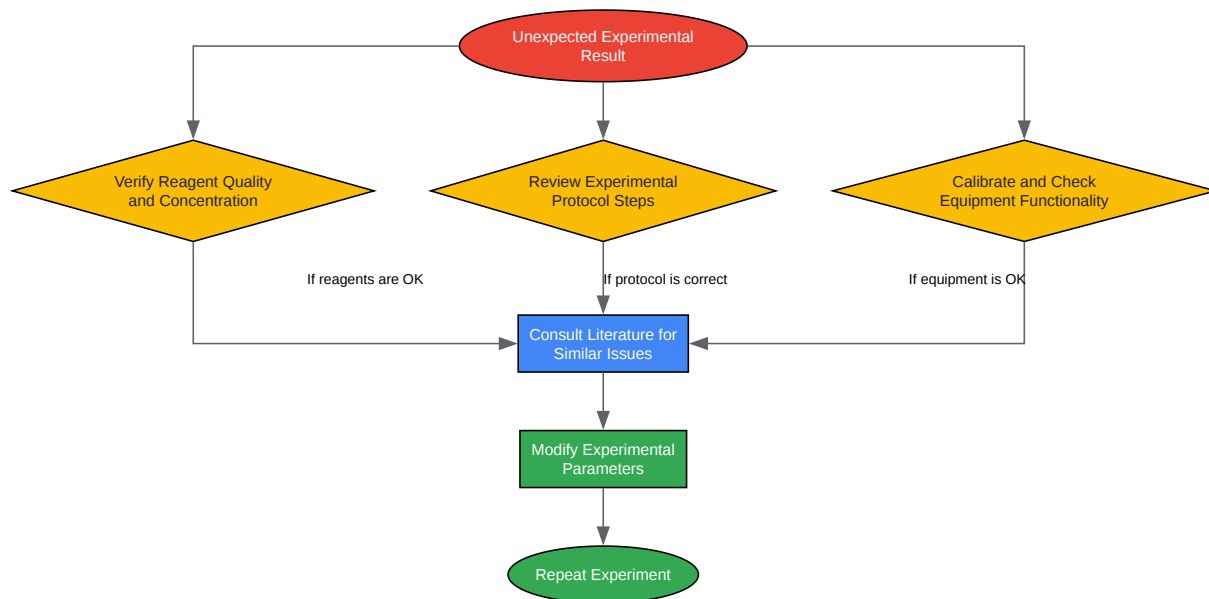 Unexpected Experimental
Result
Verify Reagent Quality
and Concentration
Review Experimental
Protocol Steps
Calibrate and Check
Equipment Functionality
If reagents are OK
If protocol is correct
If equipment is OK
Consult Literature for
Similar Issues
Modify Experimental
Parameters
Repeat Experiment